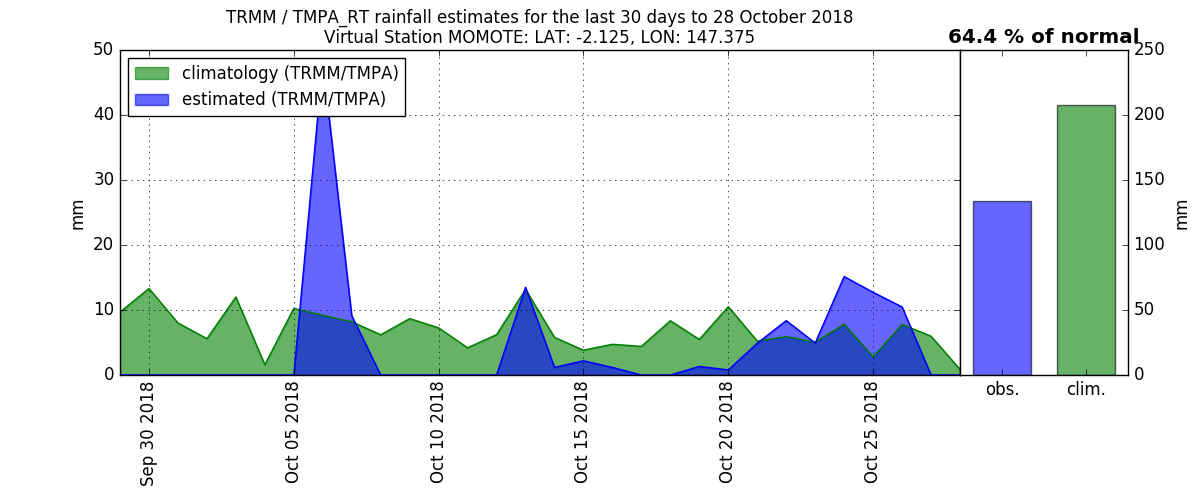 TRMM / TMPA_RT rainfall estimates for the last 30 days to 28 October 2018
Virtual Station MOMOTE: LAT: -2.125, LON: 147.375
64.4 % of normal
climatology (TRMM/TMPA)
estimated (TRMM/TMPA)
50
40
30
20
10
0
mm
Sep 30 2018
Oct 05 2018
Oct 10 2018
Oct 15 2018
Oct 20 2018
Oct 25 2018
250
200
150
100
50
0
mm
obs.
clim.